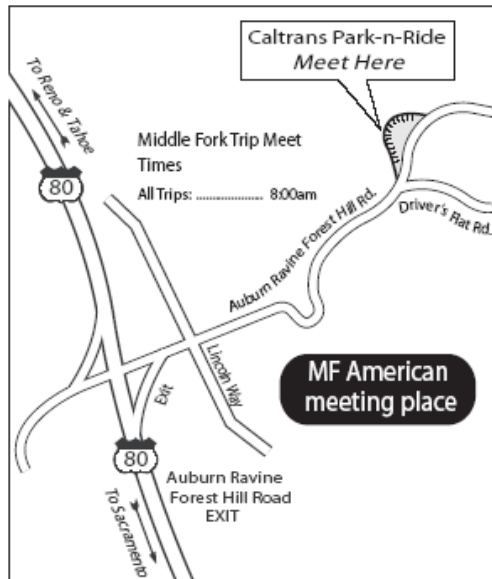 Caltrans Park-n-Ride
Meet Here
To Reno & Tahoe
80
Middle Fork Trip Meet
Times
All Trips: ..................... 8:00am
Auburn Ravine Forest Hill Rd.
Driver's Flat Rd.
Lincoln Way
Exit
MF American
meeting place
80
Auburn Ravine
Forest Hill Road
EXIT
To Sacramento